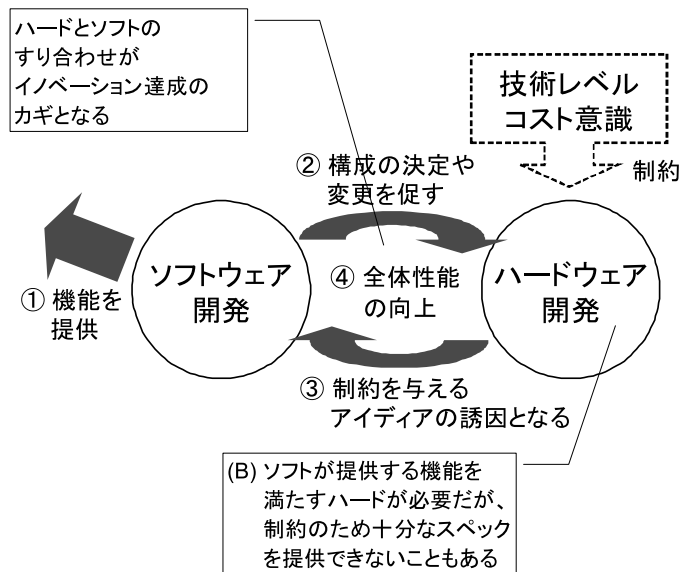 ハードとソフトの
すり合わせが
イノベーション達成の
カギとなる
技術レベル
コスト意識
制約
② 構成の決定や
変更を促す
ソフトウェア
開発
④ 全体性能
の向上
ハードウェア
開発
① 機能を
提供
③ 制約を与える
アイディアの誘因となる
(B) ソフトが提供する機能を
満たすハードが必要だが、
制約のため十分なスペック
を提供できないこともある